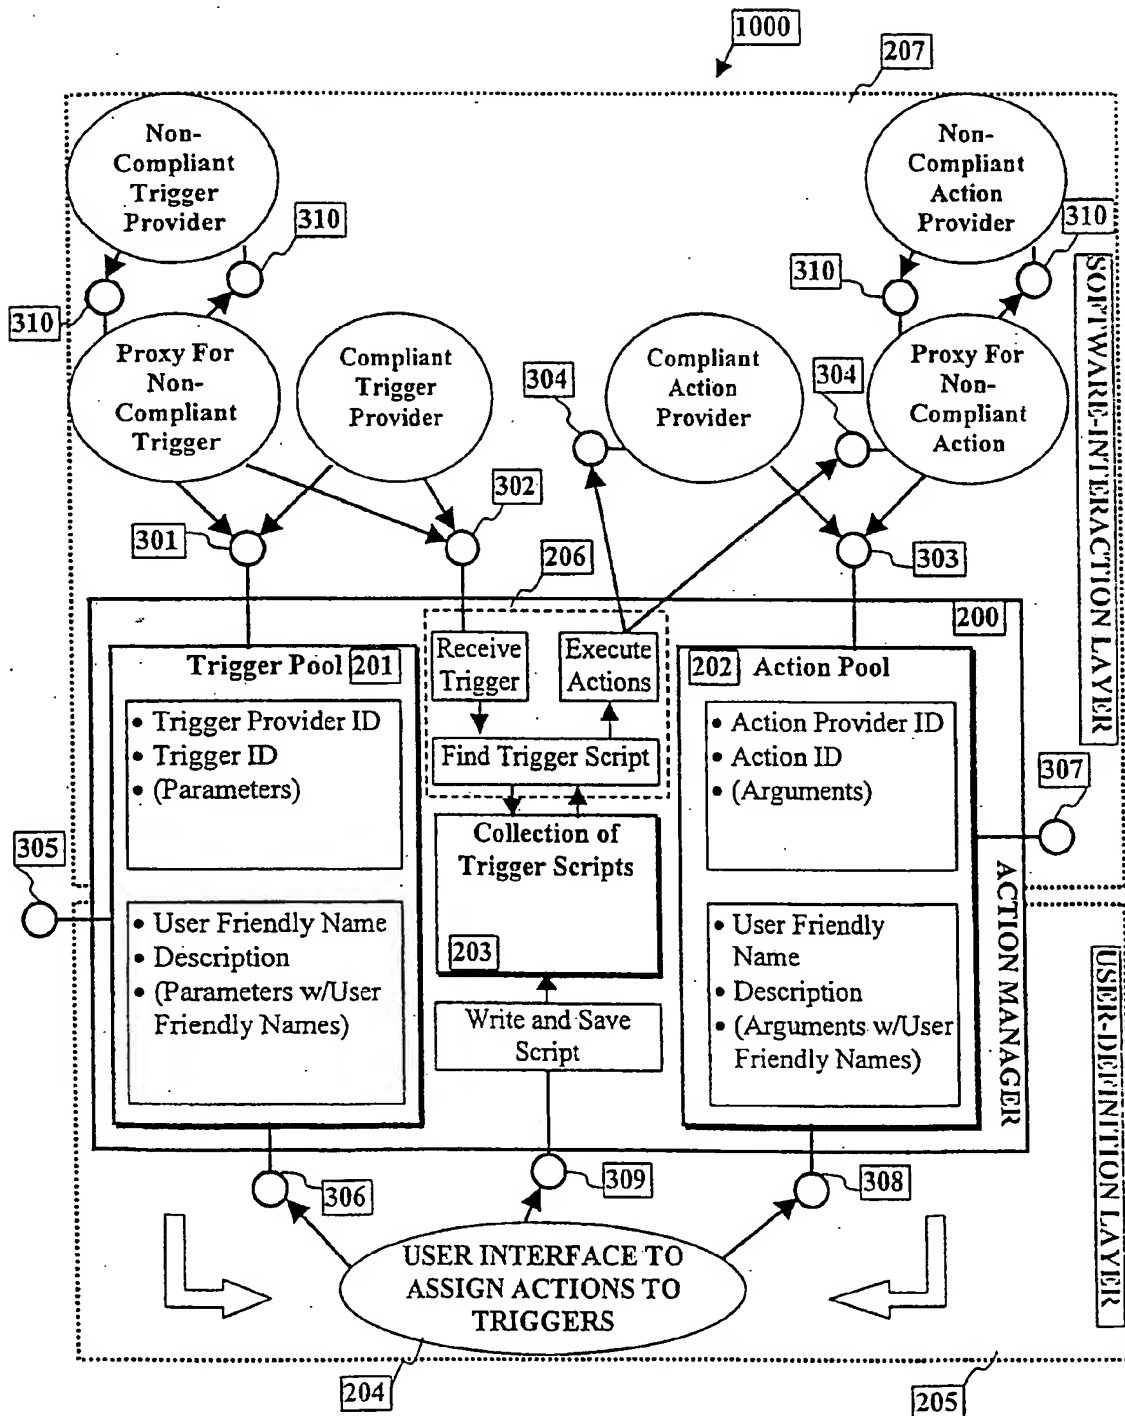 1000
207
Non-
Compliant
Trigger
Provider
Non-
Compliant
Action
Provider
310
310
310
310
Proxy For
Non-
Compliant
Trigger
Compliant
Trigger
Provider
304
Compliant
Action
Provider
304
Proxy For
Non-
Compliant
Action
SOFTWARE-INTERACTION LAYER
301
302
303
206
200
Trigger Pool 201
Receive
Trigger
Execute
Actions
202 Action Pool
• Trigger Provider ID
• Trigger ID
• (Parameters)
Find Trigger Script
• Action Provider ID
• Action ID
• (Arguments)
307
305
Collection of
Trigger Scripts
203
• User Friendly Name
• Description
• (Parameters w/User
Friendly Names)
• User Friendly
Name
• Description
• (Arguments w/User
Friendly Names)
Write and Save
Script
ACTION MANAGER
USER-DEFINITION LAYER
306
309
308
USER INTERFACE TO
ASSIGN ACTIONS TO
TRIGGERS
204
205